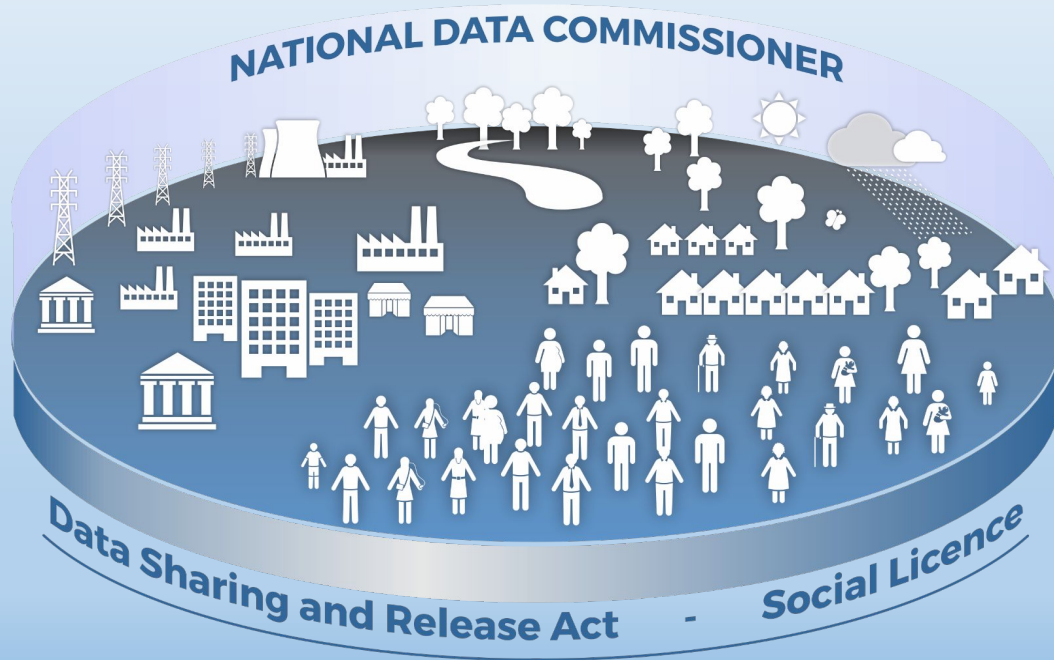 NATIONAL DATA COMMISSIONER
Data Sharing and Release Act - Social Licence